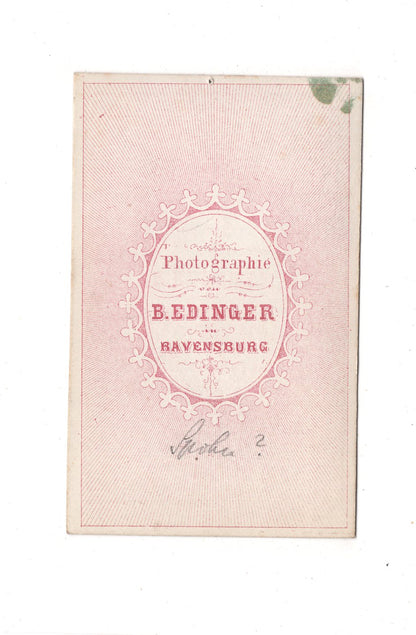 Photographie
von
B. EDINGER
in
RAVENSBURG
?